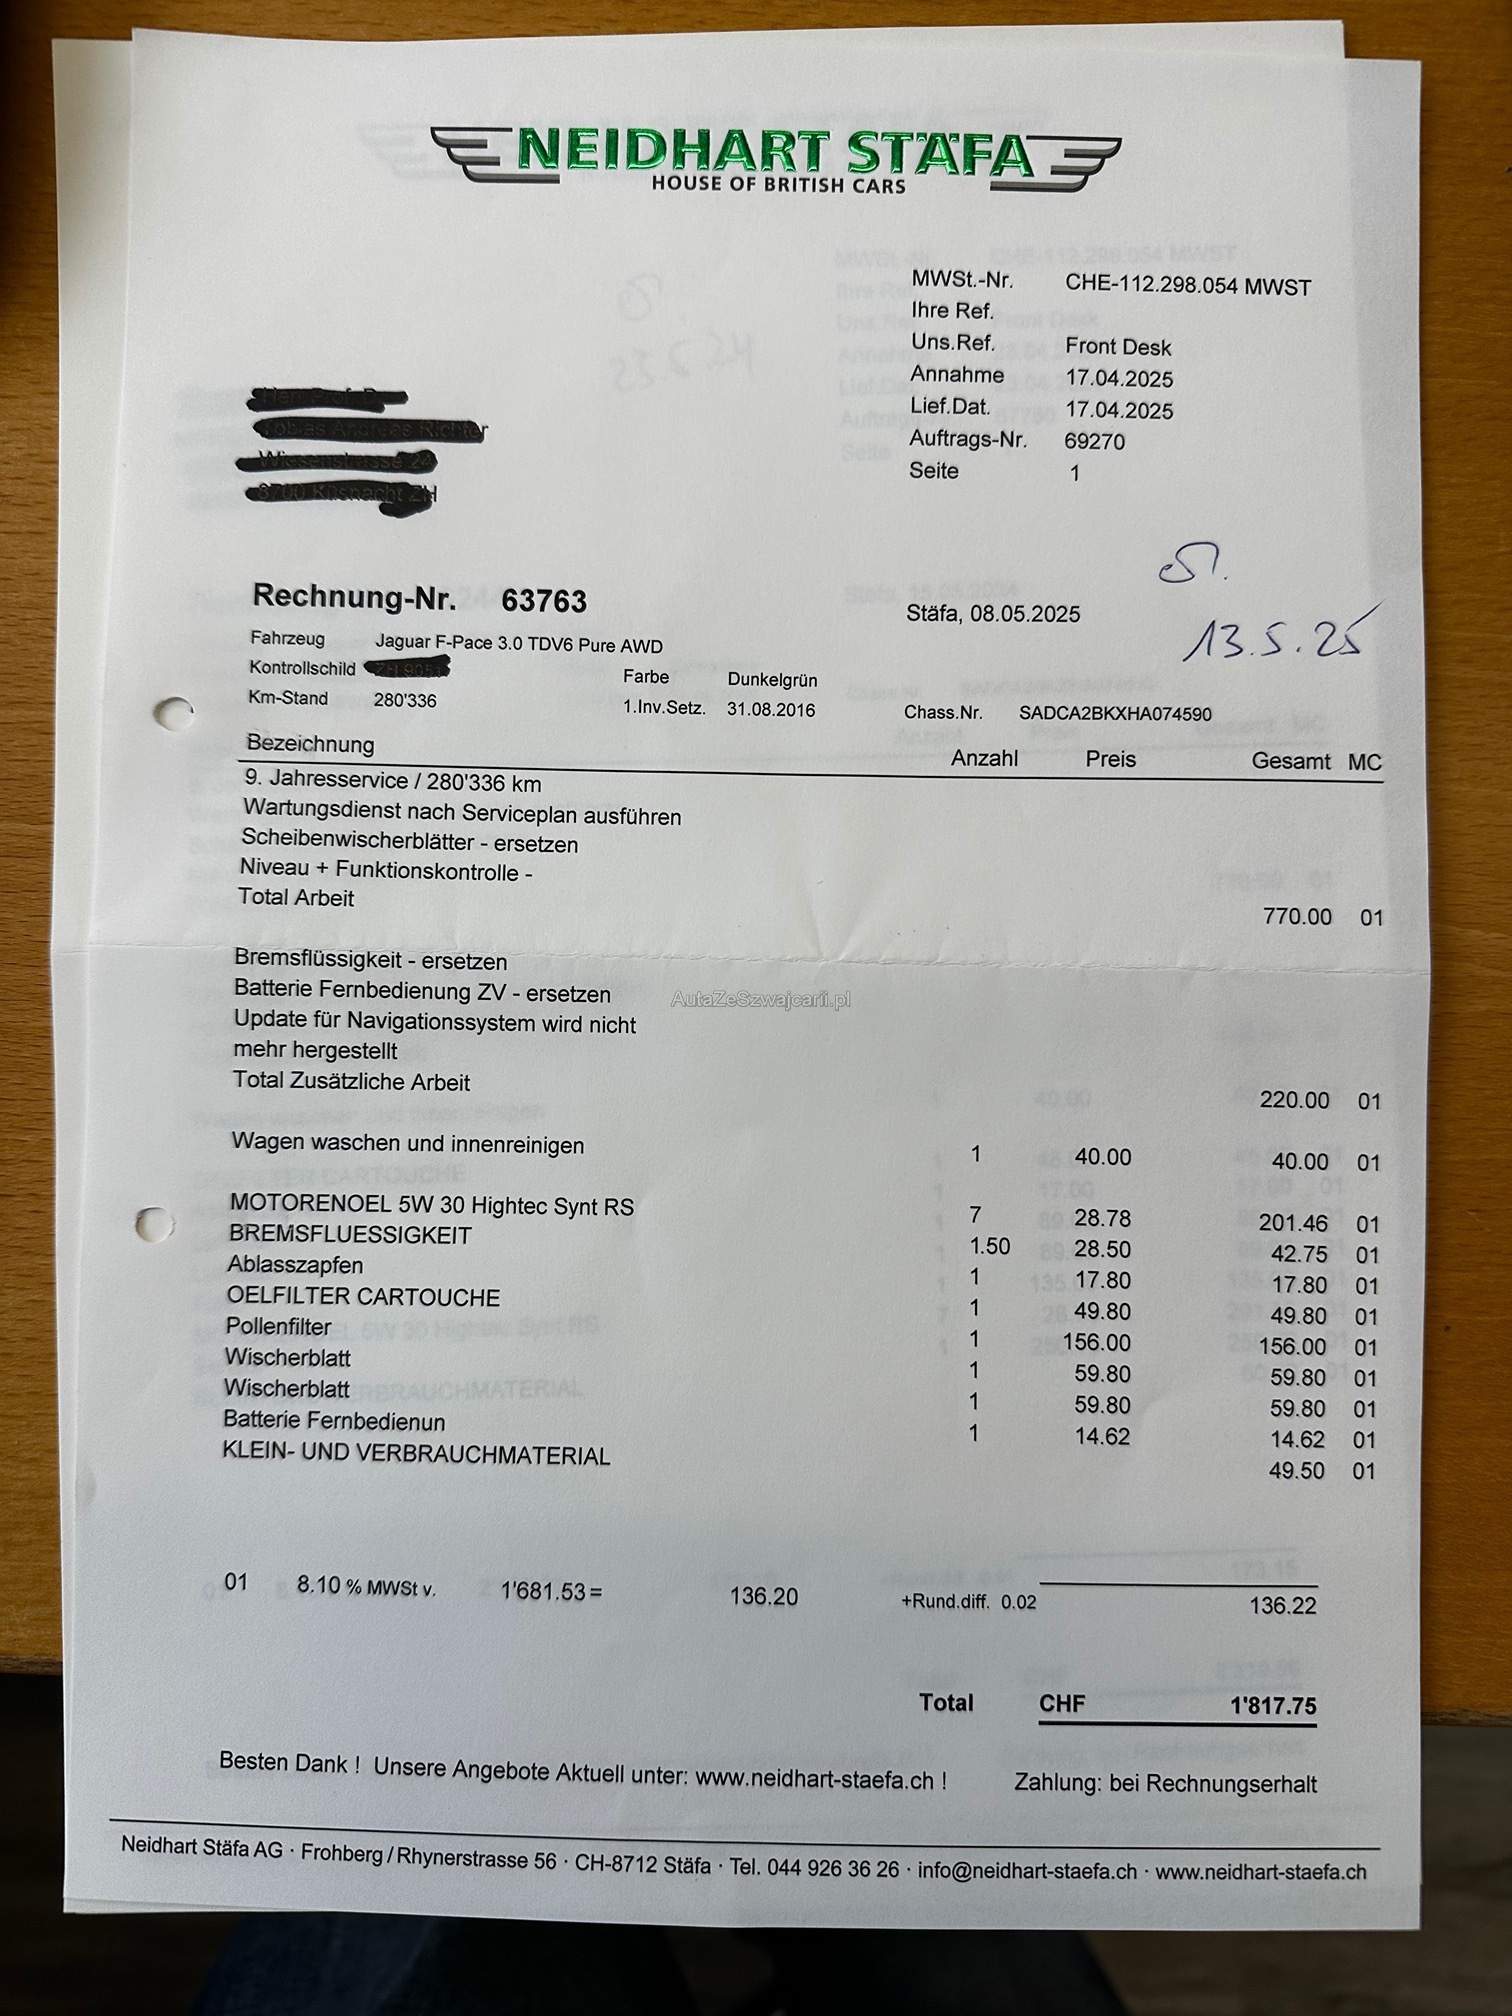 NEIDHART STÄFA
HOUSE OF BRITISH CARS
MWSt.-Nr. CHE-112.298.054 MWST
Ihre Ref.
Uns.Ref. Front Desk
Annahme 17.04.2025
Lief.Dat. 17.04.2025
Auftrags-Nr. 69270
Seite 1
Rechnung-Nr. 63763
Stäfa, 08.05.2025
13.5.25
Fahrzeug Jaguar F-Pace 3.0 TDV6 Pure AWD
Kontrollschild
Farbe Dunkelgrün
Km-Stand 280'336
1.Inv.Setz. 31.08.2016
Chass.Nr. SADCA2BKXHA074590
Bezeichnung Anzahl Preis Gesamt MC
9. Jahresservice / 280'336 km
Wartungsdienst nach Serviceplan ausführen
Scheibenwischerblätter - ersetzen
Niveau + Funktionskontrolle -
Total Arbeit 770.00 01
Bremsflüssigkeit - ersetzen
Batterie Fernbedienung ZV - ersetzen
AutaZeSzwajcarii.pl
Update für Navigationssystem wird nicht
mehr hergestellt
Total Zusätzliche Arbeit 220.00 01
Wagen waschen und innenreinigen 1 40.00 40.00 01
MOTORENOEL 5W 30 Hightec Synt RS 7 28.78 201.46 01
BREMSFLUESSIGKEIT 1.50 28.50 42.75 01
Ablasszapfen 1 17.80 17.80 01
OELFILTER CARTOUCHE 1 49.80 49.80 01
Pollenfilter 1 156.00 156.00 01
Wischerblatt 1 59.80 59.80 01
Wischerblatt 1 59.80 59.80 01
Batterie Fernbedienun 1 14.62 14.62 01
KLEIN- UND VERBRAUCHMATERIAL 49.50 01
01 8.10 % MWSt v. 1'681.53 = 136.20 +Rund.diff. 0.02 136.22
Total CHF 1'817.75
Besten Dank ! Unsere Angebote Aktuell unter: www.neidhart-staefa.ch ! Zahlung: bei Rechnungserhalt
Neidhart Stäfa AG · Frohberg / Rhynerstrasse 56 · CH-8712 Stäfa · Tel. 044 926 36 26 · info@neidhart-staefa.ch · www.neidhart-staefa.ch